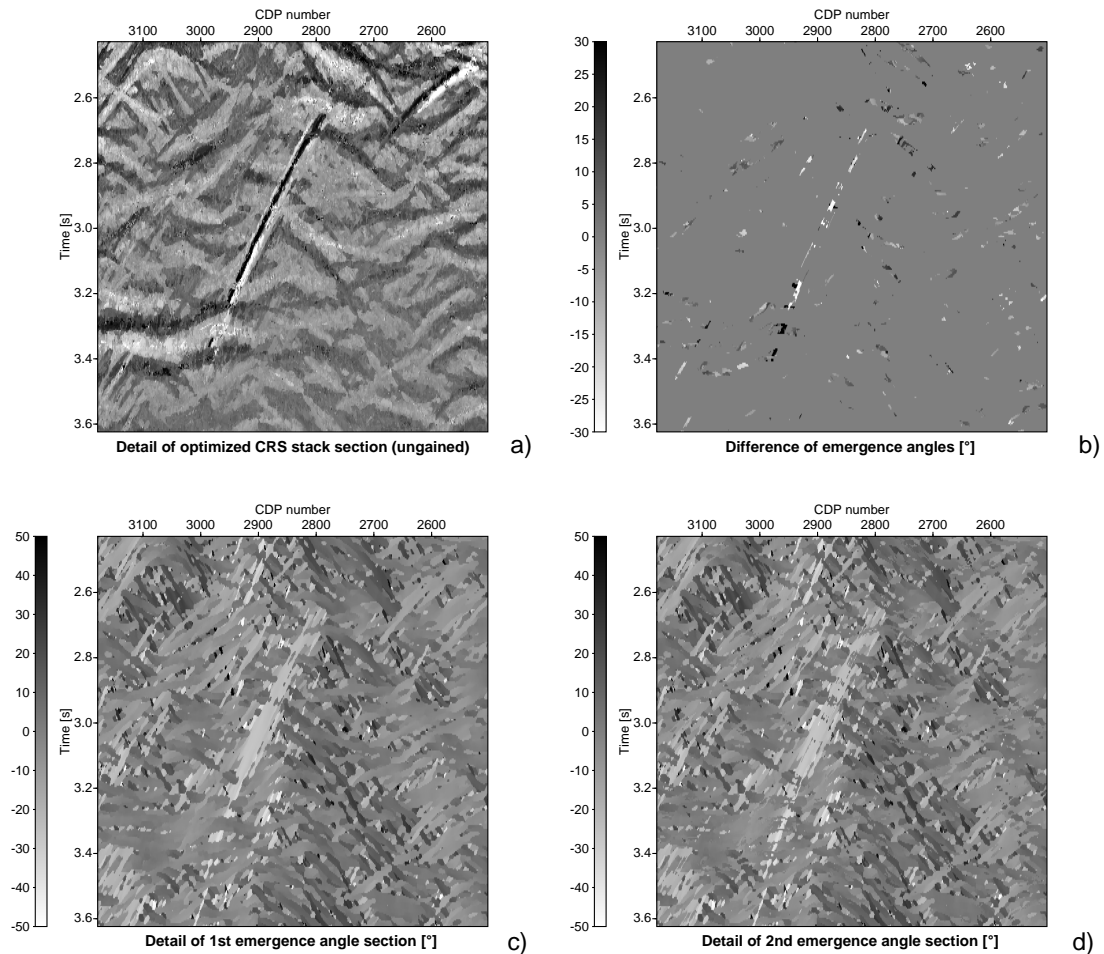 CDP number
3100 3000 2900 2800 2700 2600
2.6
2.8
3.0
3.2
3.4
3.6
Time [s]
Detail of optimized CRS stack section (ungained)
a)
CDP number
3100 3000 2900 2800 2700 2600
30
25
20
15
10
5
0
-5
-10
-15
-20
-25
-30
2.6
2.8
3.0
3.2
3.4
3.6
Time [s]
Difference of emergence angles [°]
b)
CDP number
3100 3000 2900 2800 2700 2600
50
40
30
20
10
0
-10
-20
-30
-40
-50
2.6
2.8
3.0
3.2
3.4
3.6
Time [s]
Detail of 1st emergence angle section [°]
c)
CDP number
3100 3000 2900 2800 2700 2600
50
40
30
20
10
0
-10
-20
-30
-40
-50
2.6
2.8
3.0
3.2
3.4
3.6
Time [s]
Detail of 2nd emergence angle section [°]
d)